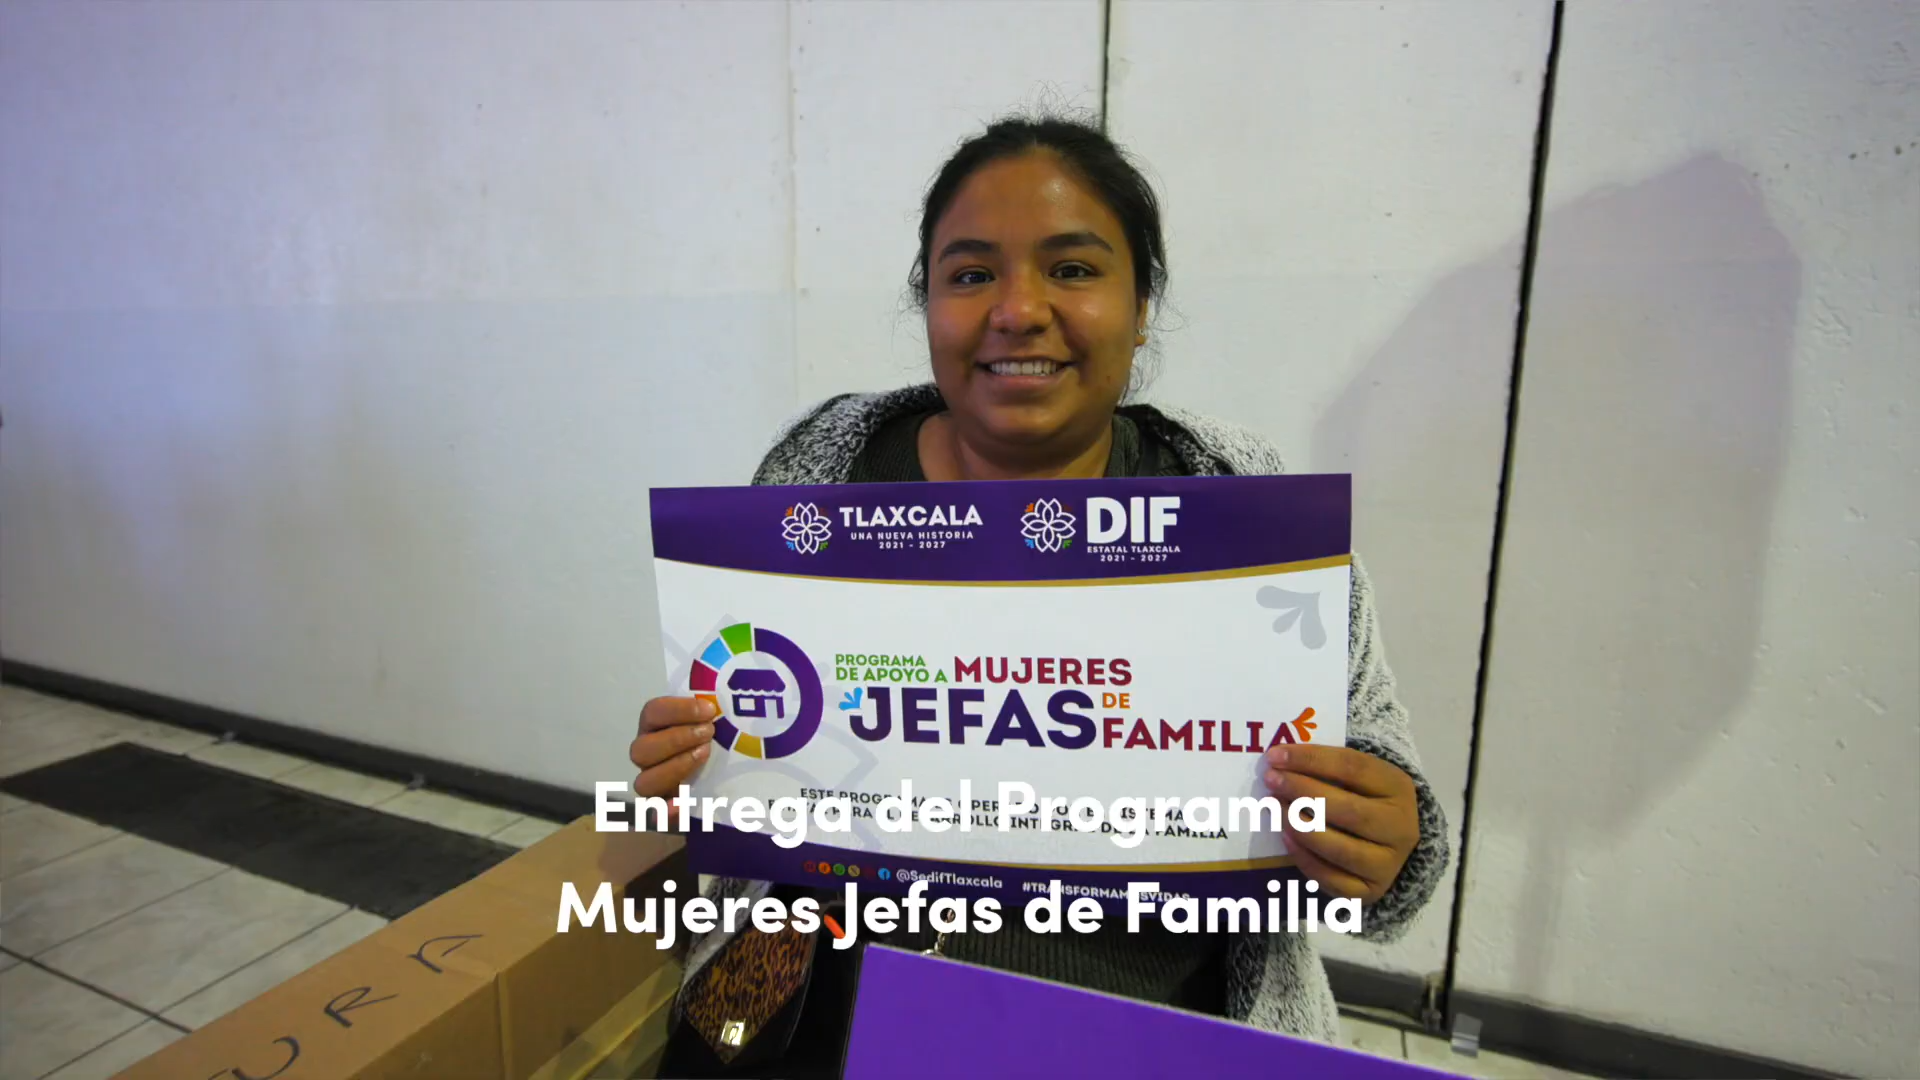 TLAXCALA
UNA NUEVA HISTORIA
2021 - 2027
DIF
ESTATAL TLAXCALA
2021 - 2027
PROGRAMA
DE APOYO A MUJERES
JEFAS DE
FAMILIA
Entrega del Programa
@SedifTlaxcala
Mujeres Jefas de Familia